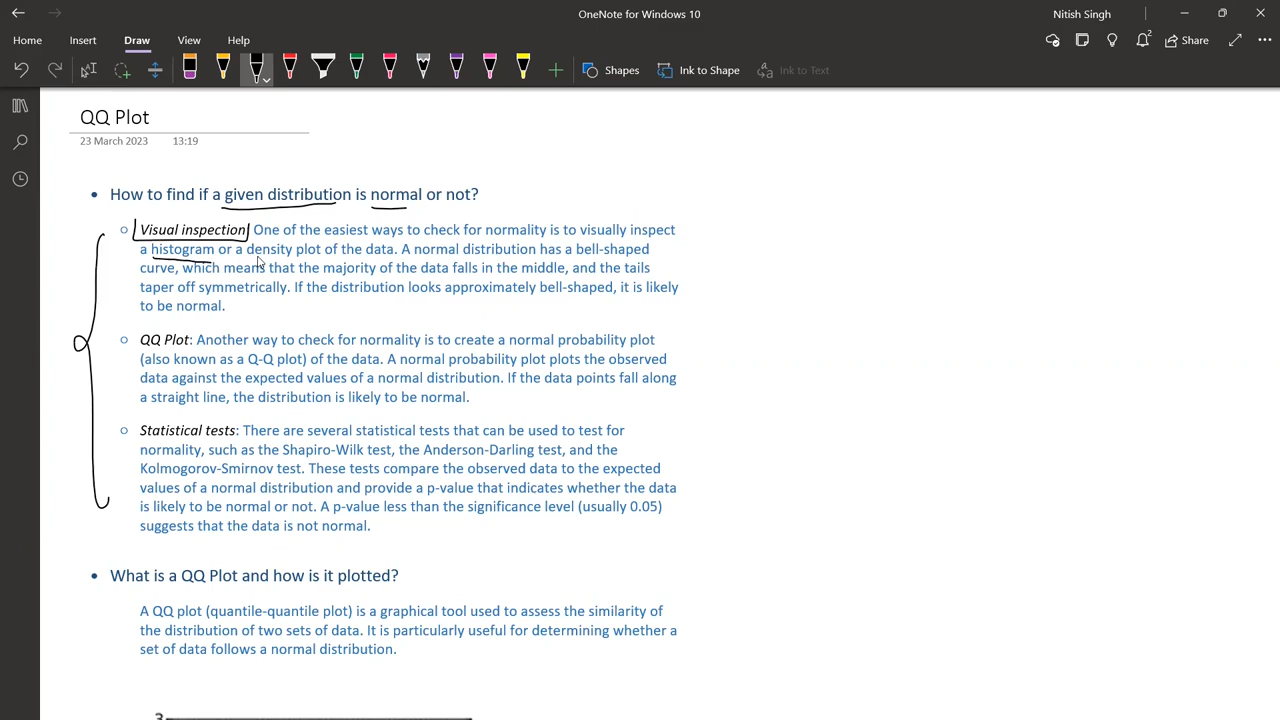 OneNote for Windows 10
Nitish Singh
Home
Insert
Draw
View
Help
2
Share
Shapes
Ink to Shape
Ink to Text
QQ Plot
23 March 2023
13:19
• How to find if a given distribution is normal or not?
○ Visual inspection: One of the easiest ways to check for normality is to visually inspect
a histogram or a density plot of the data. A normal distribution has a bell-shaped
curve, which means that the majority of the data falls in the middle, and the tails
taper off symmetrically. If the distribution looks approximately bell-shaped, it is likely
to be normal.
○ QQ Plot: Another way to check for normality is to create a normal probability plot
(also known as a Q-Q plot) of the data. A normal probability plot plots the observed
data against the expected values of a normal distribution. If the data points fall along
a straight line, the distribution is likely to be normal.
○ Statistical tests: There are several statistical tests that can be used to test for
normality, such as the Shapiro-Wilk test, the Anderson-Darling test, and the
Kolmogorov-Smirnov test. These tests compare the observed data to the expected
values of a normal distribution and provide a p-value that indicates whether the data
is likely to be normal or not. A p-value less than the significance level (usually 0.05)
suggests that the data is not normal.
• What is a QQ Plot and how is it plotted?
A QQ plot (quantile-quantile plot) is a graphical tool used to assess the similarity of
the distribution of two sets of data. It is particularly useful for determining whether a
set of data follows a normal distribution.
3